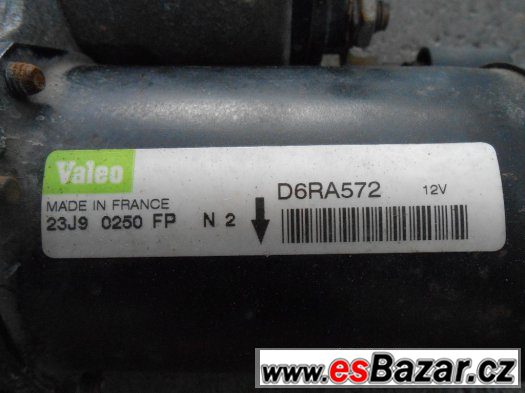 Valeo
MADE IN FRANCE
23J9 0250 FP N 2
D6RA572 12V
www.esBazar.cz